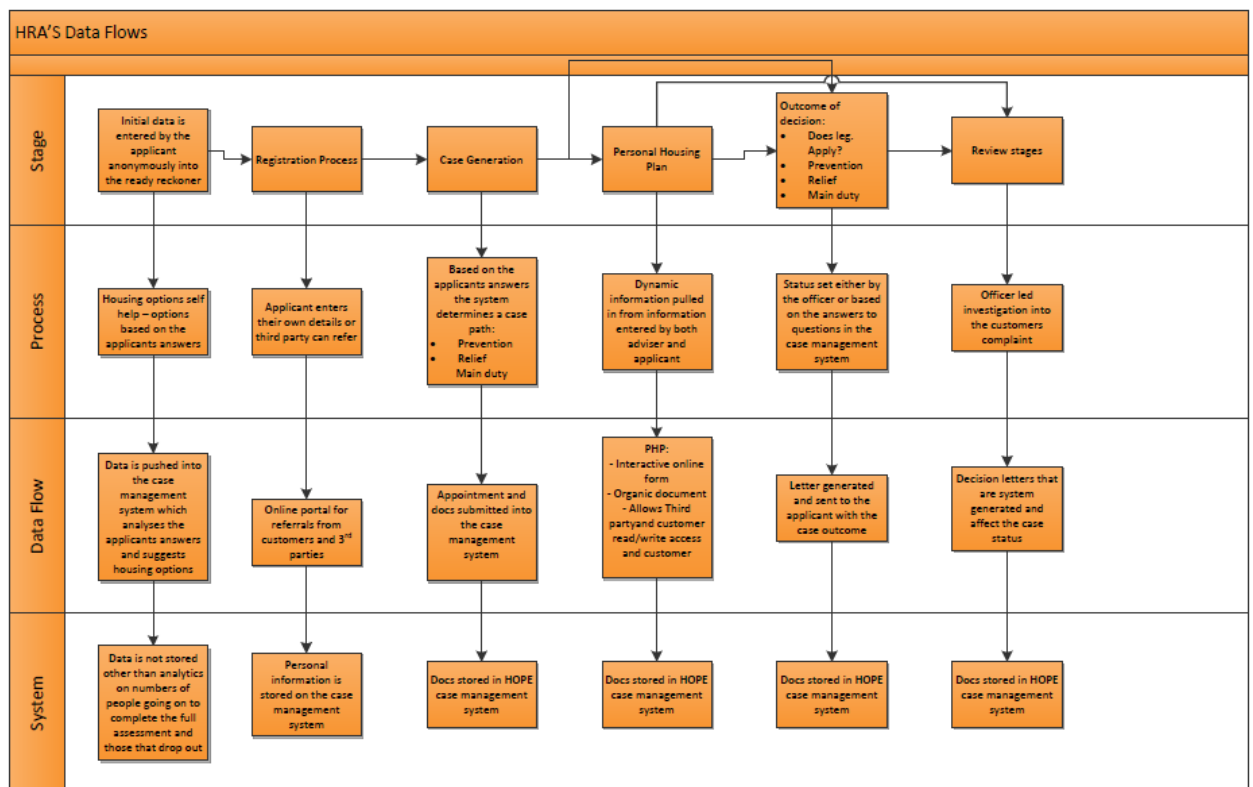 HRA'S Data Flows
Stage
Initial data is
entered by the
applicant
anonymously into
the ready reckoner
Registration Process
Case Generation
Personal Housing
Plan
Outcome of
decision:
• Does leg.
Apply?
• Prevention
• Relief
• Main duty
Review stages
Process
Housing options self
help – options
based on the
applicants answers
Applicant enters
their own details or
third party can refer
Based on the
applicants answers
the system
determines a case
path:
• Prevention
• Relief
Main duty
Dynamic
information pulled
in from information
entered by both
adviser and
applicant
Status set either by
the officer or based
on the answers to
questions in the
case management
system
Officer led
investigation into
the customers
complaint
Data Flow
Data is pushed into
the case
management
system which
analyses the
applicants answers
and suggests
housing options
Online portal for
referrals from
customers and 3rd
parties
Appointment and
docs submitted into
the case
management
system
PHP:
- Interactive online
form
- Organic document
- Allows Third
partyand customer
read/write access
and customer
Letter generated
and sent to the
applicant with the
case outcome
Decision letters that
are system
generated and
affect the case
status
System
Data is not stored
other than analytics
on numbers of
people going on to
complete the full
assessment and
those that drop out
Personal
information is
stored on the case
management
system
Docs stored in HOPE
case management
system
Docs stored in HOPE
case management
system
Docs stored in HOPE
case management
system
Docs stored in HOPE
case management
system